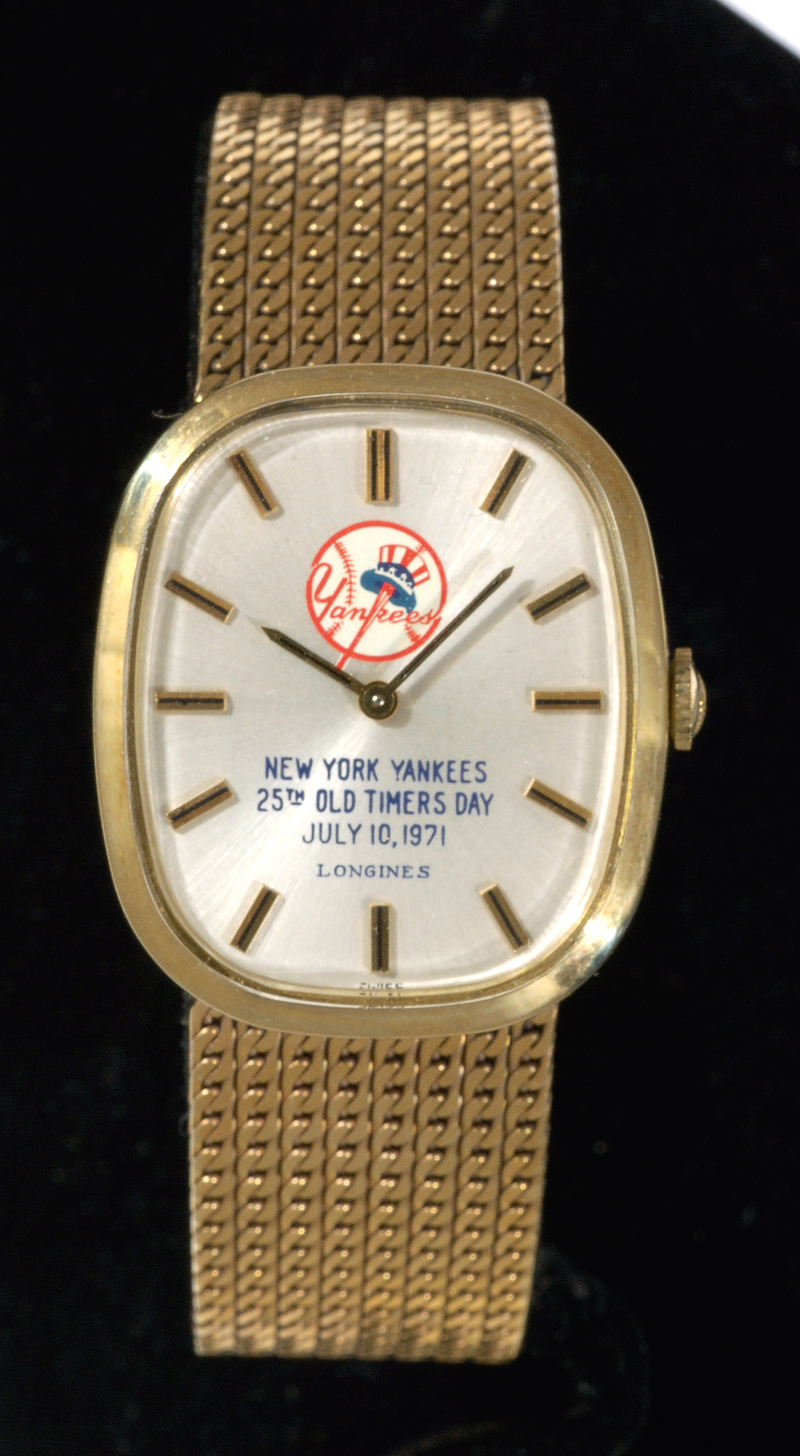 Yankees
NEW YORK YANKEES
25TH OLD TIMERS DAY
JULY 10, 1971
LONGINES